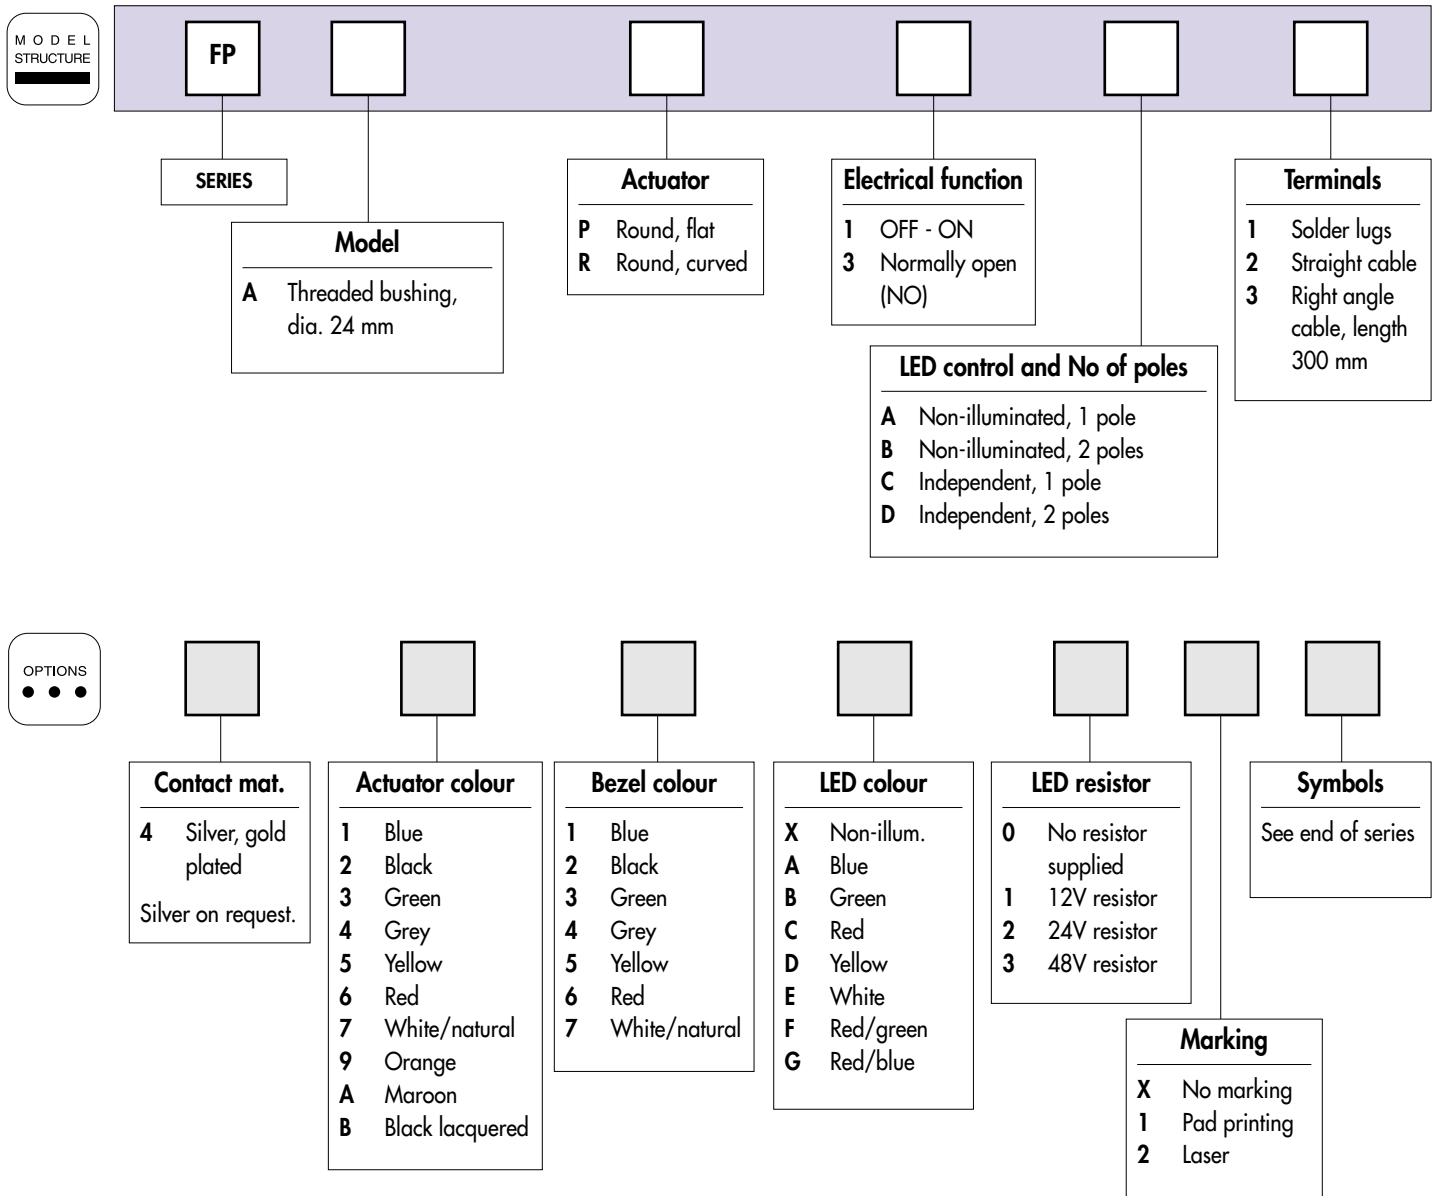 MODEL
STRUCTURE
FP
SERIES
Model
A Threaded bushing,
dia. 24 mm
Actuator
P Round, flat
R Round, curved
Electrical function
1 OFF - ON
3 Normally open
(NO)
LED control and No of poles
A Non-illuminated, 1 pole
B Non-illuminated, 2 poles
C Independent, 1 pole
D Independent, 2 poles
Terminals
1 Solder lugs
2 Straight cable
3 Right angle
cable, length
300 mm
OPTIONS
Contact mat.
4 Silver, gold
plated
Silver on request.
Actuator colour
1 Blue
2 Black
3 Green
4 Grey
5 Yellow
6 Red
7 White/natural
9 Orange
A Maroon
B Black lacquered
Bezel colour
1 Blue
2 Black
3 Green
4 Grey
5 Yellow
6 Red
7 White/natural
LED colour
X Non-illum.
A Blue
B Green
C Red
D Yellow
E White
F Red/green
G Red/blue
LED resistor
0 No resistor
supplied
1 12V resistor
2 24V resistor
3 48V resistor
Marking
X No marking
1 Pad printing
2 Laser
Symbols
See end of series